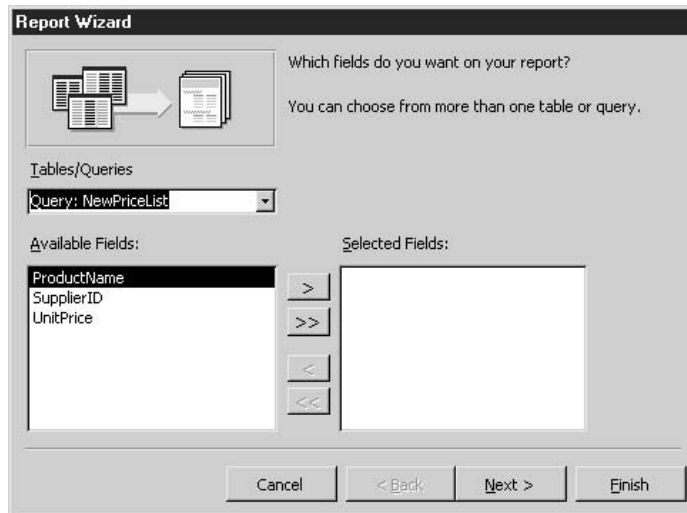 Report Wizard
Which fields do you want on your report?
You can choose from more than one table or query.
Tables/Queries
Query: NewPriceList
Available Fields:
Selected Fields:
ProductName
SupplierID
UnitPrice
>
>>
<
<<
Cancel
< Back
Next >
Finish